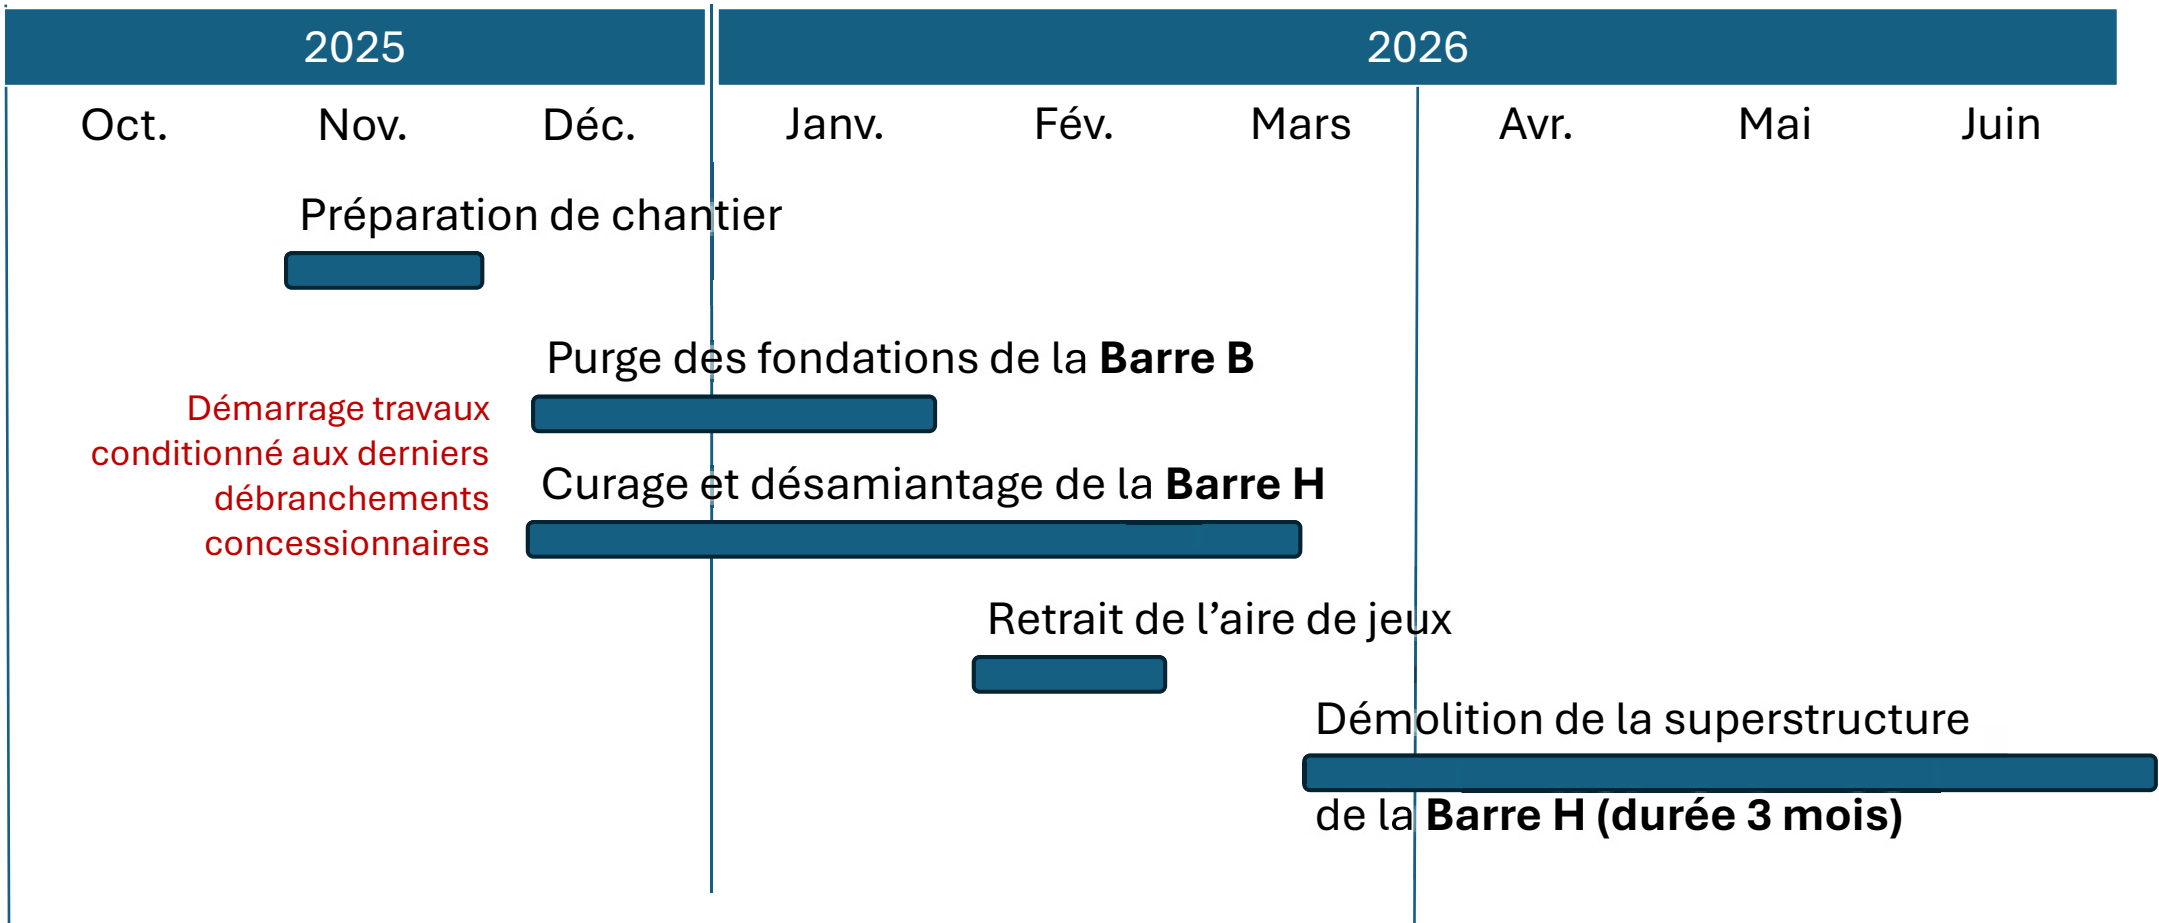 2025
2026
Oct.
Nov.
Déc.
Janv.
Fév.
Mars
Avr.
Mai
Juin
Préparation de chantier
Purge des fondations de la Barre B
Démarrage travaux
conditionné aux derniers
débranchements
concessionnaires
Curage et désamiantage de la Barre H
Retrait de l’aire de jeux
Démolition de la superstructure
de la Barre H (durée 3 mois)